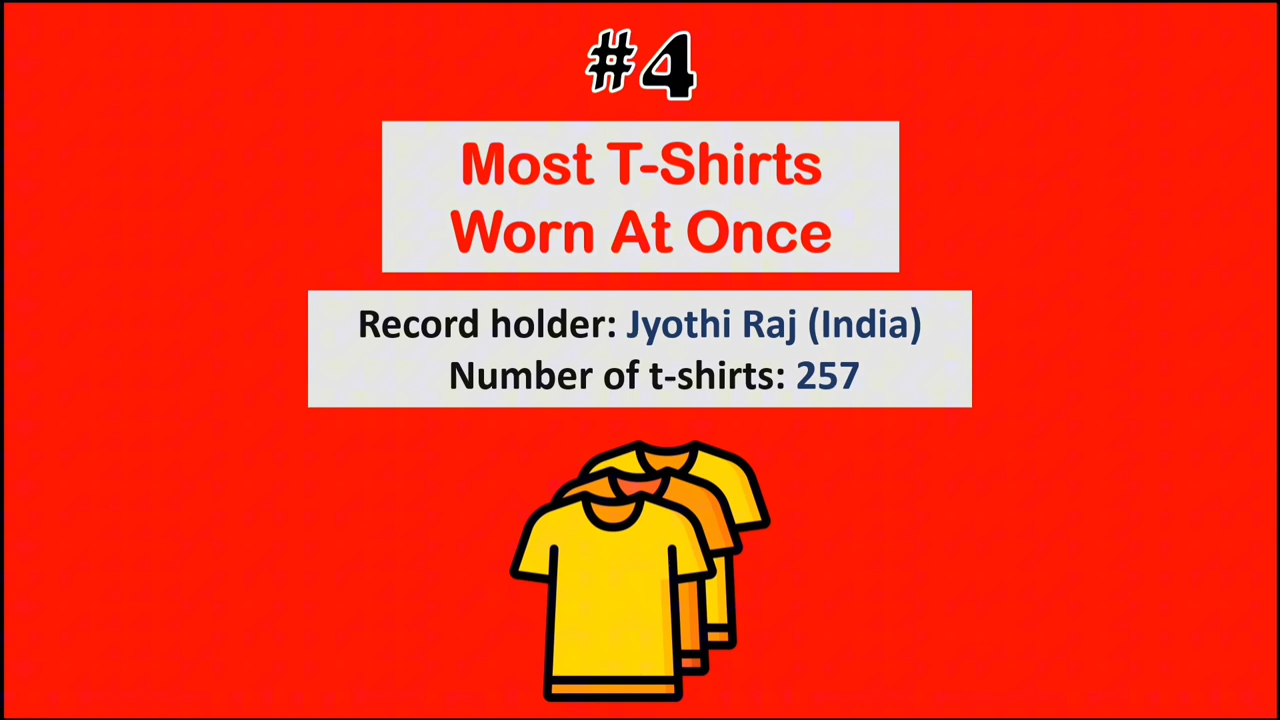 #4
Most T-Shirts
Worn At Once
Record holder: Jyothi Raj (India)
Number of t-shirts: 257